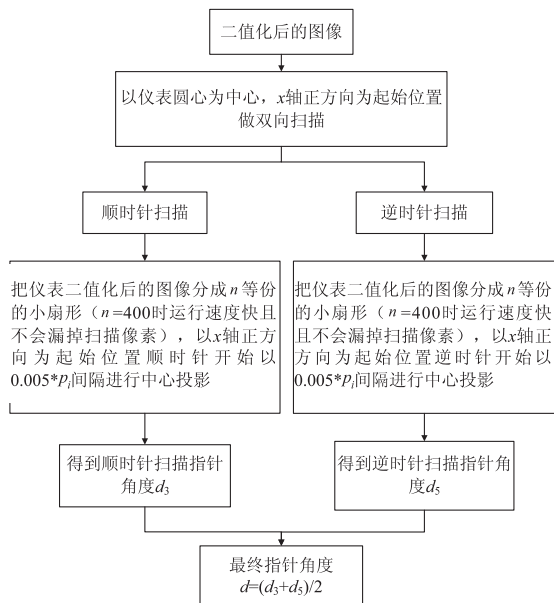 二值化后的图像
以仪表圆心为中心，x轴正方向为起始位置
做双向扫描
顺时针扫描
逆时针扫描
把仪表二值化后的图像分成n等份
的小扇形（n=400时运行速度快且
不会漏掉扫描像素），以x轴正方
向为起始位置顺时针开始以
0.005*pi间隔进行中心投影
把仪表二值化后的图像分成n等份
的小扇形（n=400时运行速度快
且不会漏掉扫描像素），以x轴正
方向为起始位置逆时针开始以
0.005*pi间隔进行中心投影
得到顺时针扫描指针
角度d3
得到逆时针扫描指针角
度d5
最终指针角度
d=(d3+d5)/2